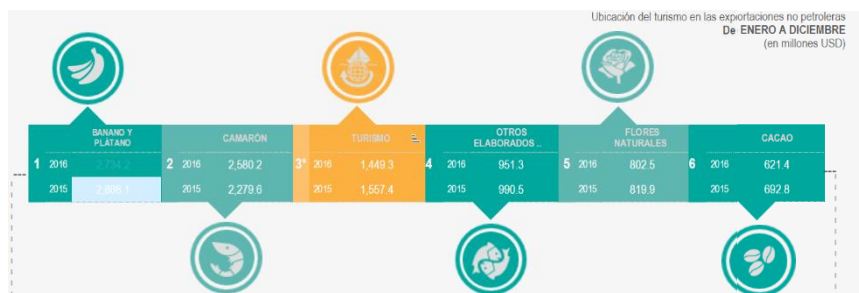 Ubicación del turismo en las exportaciones no petroleras
De ENERO A DICIEMBRE
(en millones USD)
BANANO Y
PLÁTANO
1 2016 2,734.2
2015 2,808.1
CAMARÓN
2 2016 2,580.2
2015 2,279.6
TURISMO
3* 2016 1,449.3
2015 1,557.4
OTROS
ELABORADOS ..
4 2016 951.3
2015 990.5
FLORES
NATURALES
5 2016 802.5
2015 819.9
CACAO
6 2016 621.4
2015 692.8